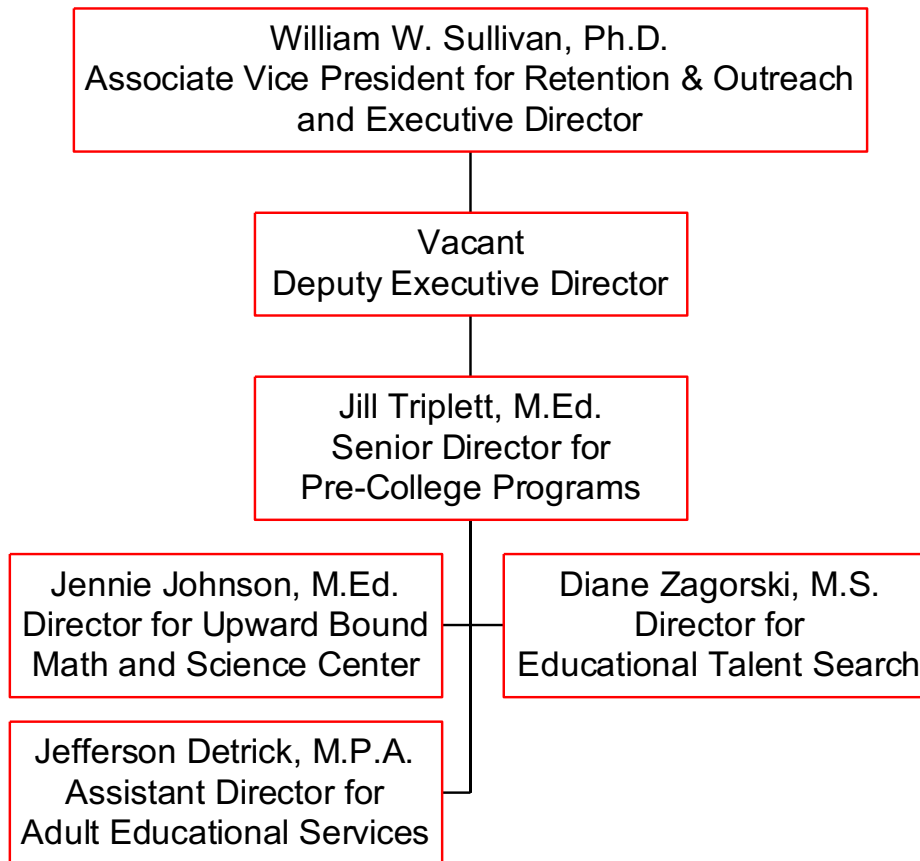 William W. Sullivan, Ph.D.
Associate Vice President for Retention & Outreach
and Executive Director
Vacant
Deputy Executive Director
Jill Triplett, M.Ed.
Senior Director for
Pre-College Programs
Jennie Johnson, M.Ed.
Director for Upward Bound
Math and Science Center
Diane Zagorski, M.S.
Director for
Educational Talent Search
Jefferson Detrick, M.P.A.
Assistant Director for
Adult Educational Services